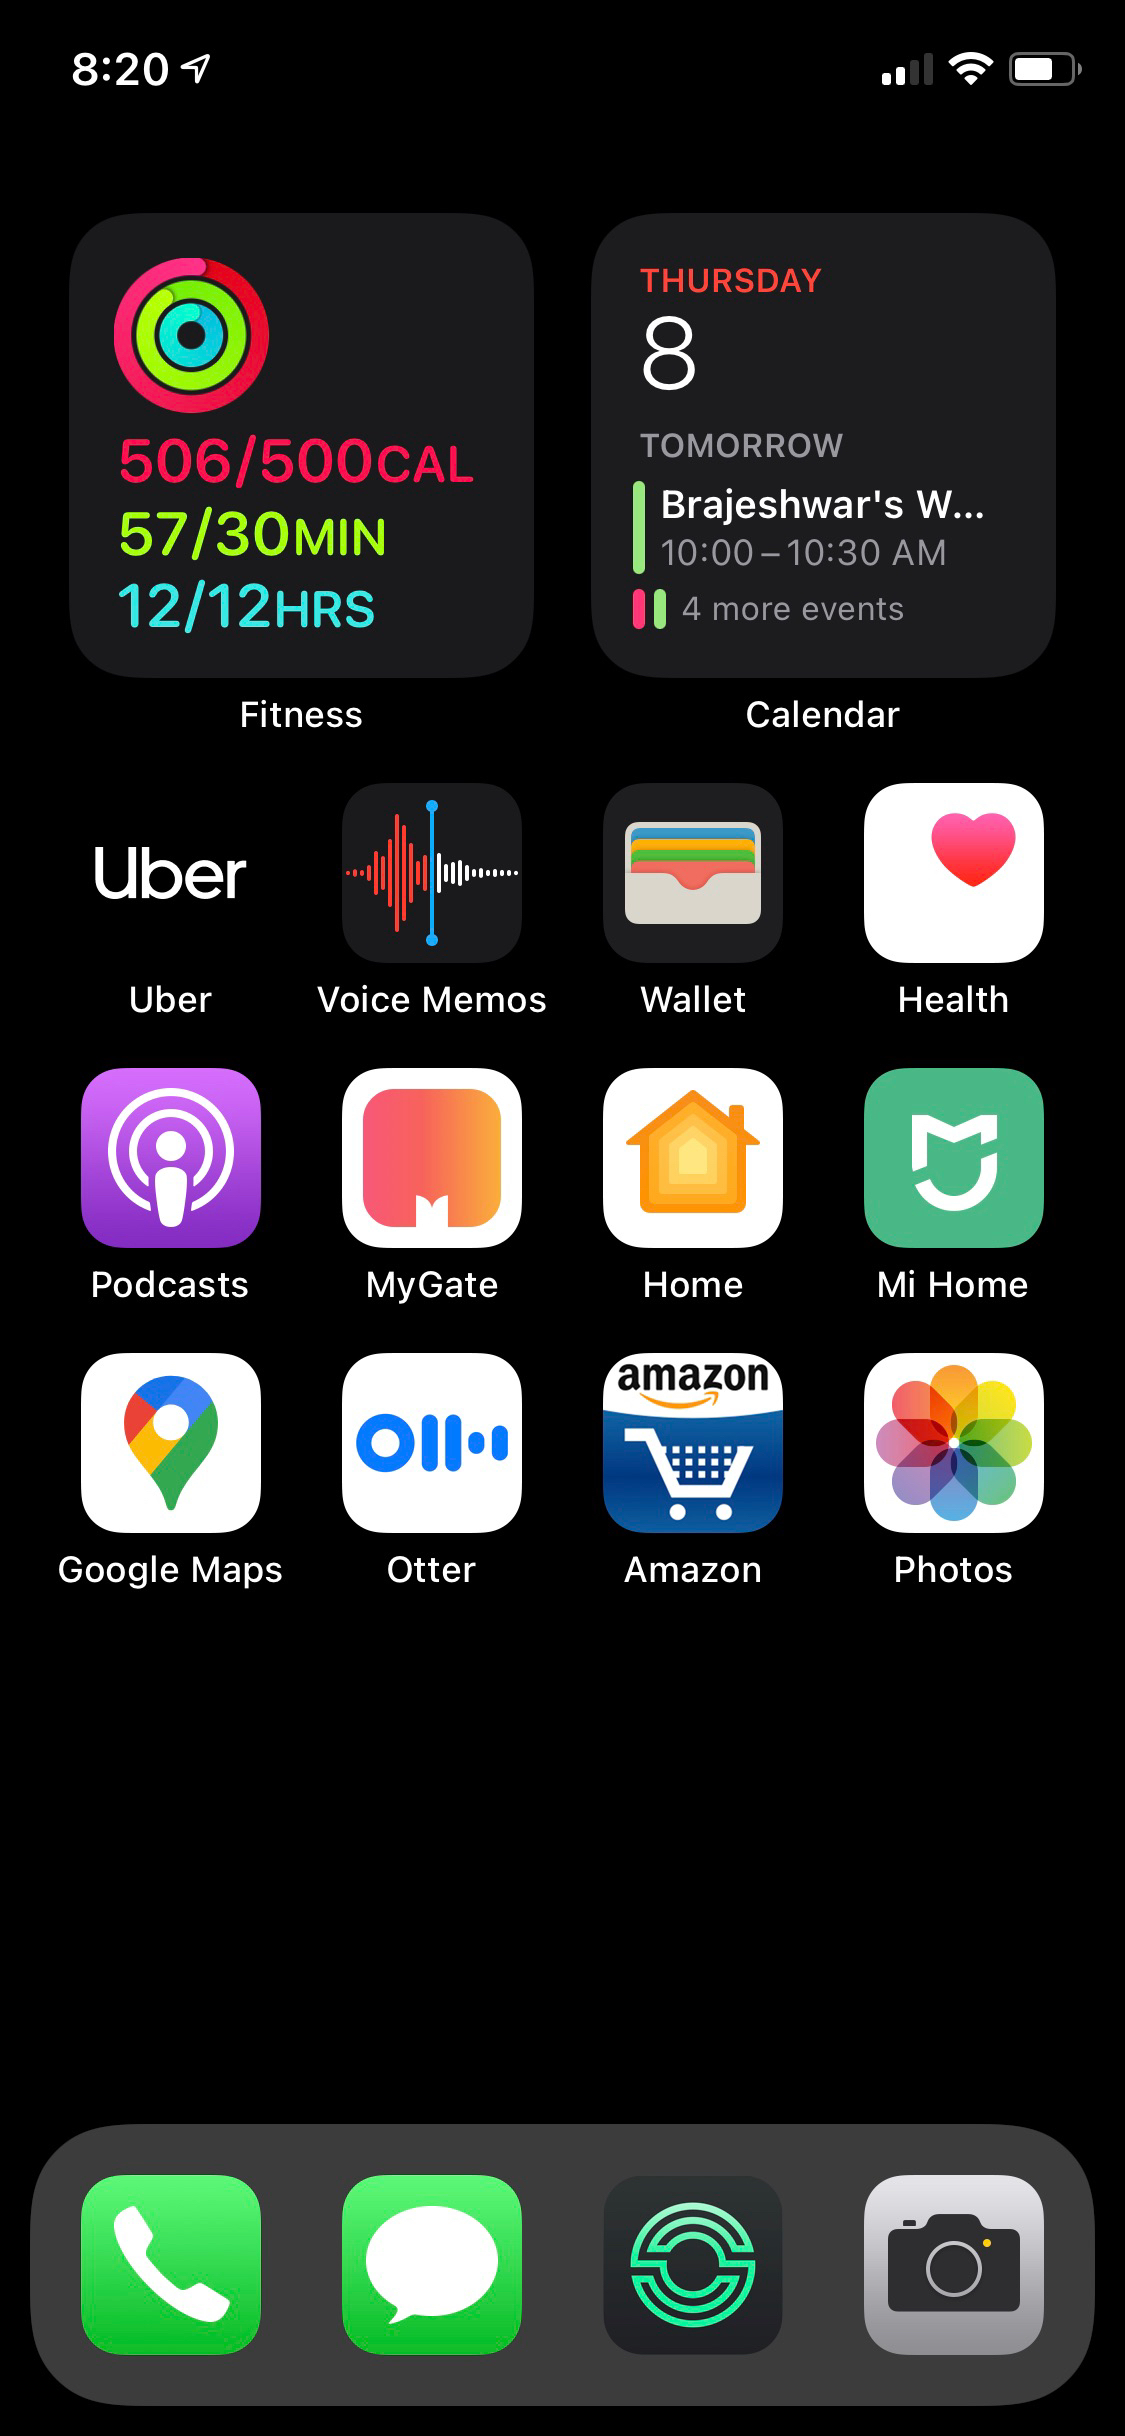 8:20
506/500CAL
57/30MIN
12/12HRS
Fitness
THURSDAY
8
TOMORROW
Brajeshwar's W...
10:00 – 10:30 AM
4 more events
Calendar
Uber
Uber
Voice Memos
Wallet
Health
Podcasts
MyGate
Home
Mi Home
amazon
Google Maps
Otter
Amazon
Photos